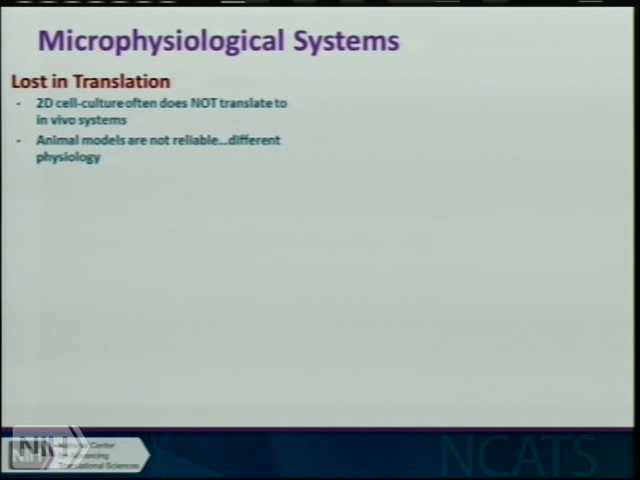 Microphysiological Systems
Lost in Translation
- 2D cell-culture often does NOT translate to
in vivo systems
- Animal models are not reliable...different
physiology
NIH
Center
Translational Sciences
NCATS